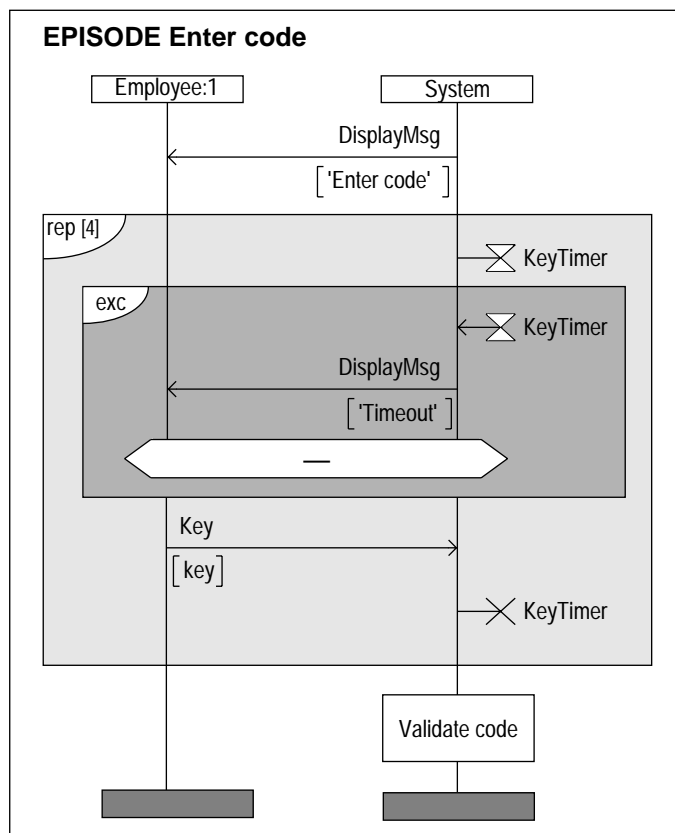 EPISODE Enter code
Employee:1 System
DisplayMsg
['Enter code']
rep [4]
KeyTimer
exc
KeyTimer
DisplayMsg
['Timeout']
—
Key
[key]
KeyTimer
Validate code